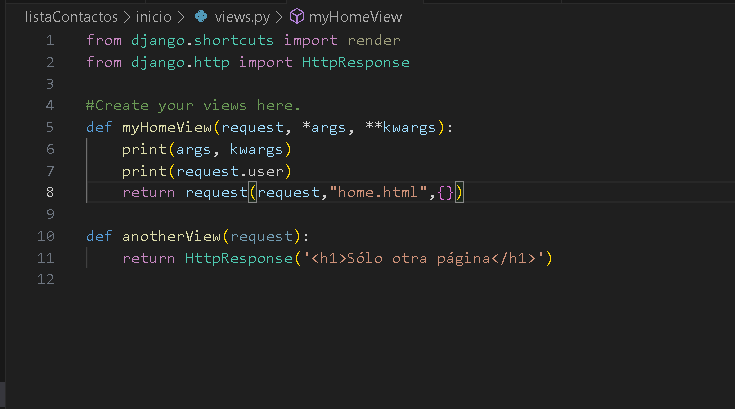 listaContactos > inicio > views.py > myHomeView
1 from django.shortcuts import render
2 from django.http import HttpResponse
3
4 #Create your views here.
5 def myHomeView(request, *args, **kwargs):
6     print(args, kwargs)
7     print(request.user)
8     return request(request,"home.html",{})
9
10 def anotherView(request):
11     return HttpResponse('<h1>Sólo otra página</h1>')
12